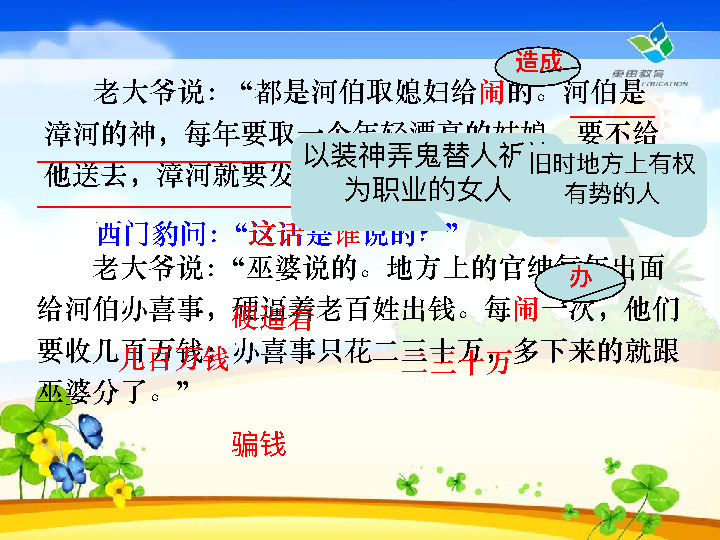 造成
東田教育
EDUCATION
老大爷说：“都是河伯取媳妇给闹的。河伯是
漳河的神，每年要取一个年轻漂亮的姑娘。要不给
他送去，漳河就要发
以装神弄鬼替人祈
为职业的女人
旧时地方上有权
有势的人
西门豹问：“这话是谁说的？”
老大爷说：“巫婆说的。地方上的官绅每年出面
办
给河伯办喜事，硬逼着老百姓出钱。每闹一次，他们
硬逼着
要收几百万钱；办喜事只花二三十万，多下来的就跟
几百万钱
二三十万
巫婆分了。”
骗钱